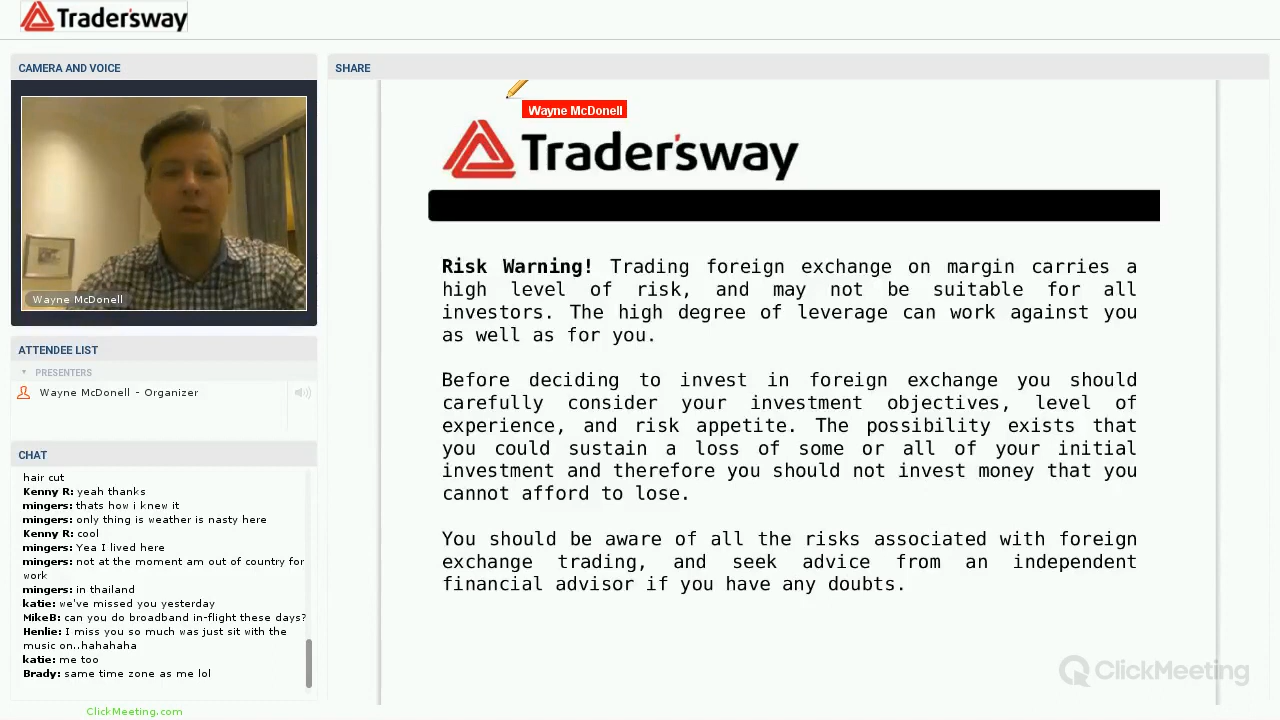 Trader'sway
CAMERA AND VOICE
Wayne McDonell
ATTENDEE LIST
PRESENTERS
Wayne McDonell - Organizer
CHAT
hair cut
Kenny R: yeah thanks
mingers: thats how i knew it
mingers: only thing is weather is nasty here
Kenny R: cool
mingers: Yea I lived here
mingers: not at the moment am out of country for
work
mingers: in thailand
katie: we've missed you yesterday
MikeB: can you do broadband in-flight these days?
Henlie: I miss you so much was just sit with the
music on..hahahaha
katie: me too
Brady: same time zone as me lol
ClickMeeting.com
SHARE
Wayne McDonell
Trader'sway
Risk Warning! Trading foreign exchange on margin carries a
high level of risk, and may not be suitable for all
investors. The high degree of leverage can work against you
as well as for you.
Before deciding to invest in foreign exchange you should
carefully consider your investment objectives, level of
experience, and risk appetite. The possibility exists that
you could sustain a loss of some or all of your initial
investment and therefore you should not invest money that you
cannot afford to lose.
You should be aware of all the risks associated with foreign
exchange trading, and seek advice from an independent
financial advisor if you have any doubts.
ClickMeeting